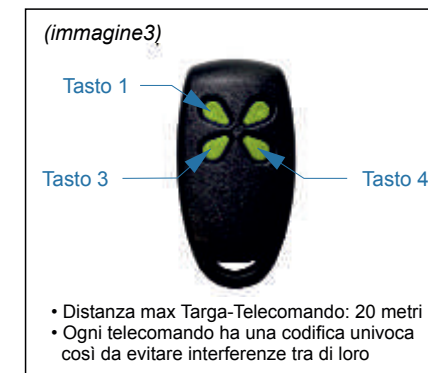 (immagine3)
Tasto 1
Tasto 3
Tasto 4
• Distanza max Targa-Telecomando: 20 metri
• Ogni telecomando ha una codifica univoca
così da evitare interferenze tra di loro